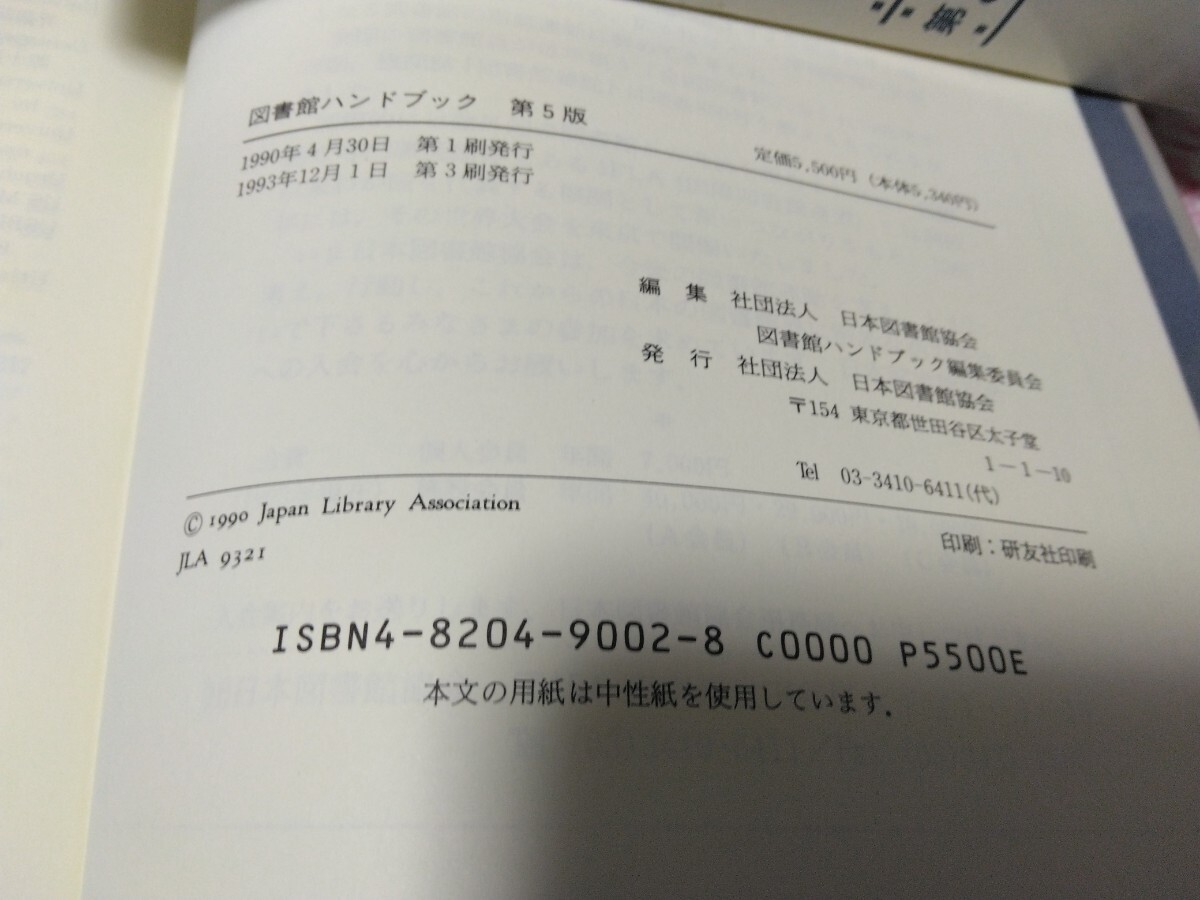 図書館ハンドブック　第5版
1990年4月30日　第1刷発行
1993年12月1日　第3刷発行
定価5,500円（本体5,340円）
編　集　社団法人　日本図書館協会
図書館ハンドブック編集委員会
発　行　社団法人　日本図書館協会
〒154 東京都世田谷区太子堂
1-1-10
Tel　03-3410-6411(代)
© 1990 Japan Library Association
JLA 9321
印刷：研友社印刷
ISBN4-8204-9002-8 C0000 P5500E
本文の用紙は中性紙を使用しています.